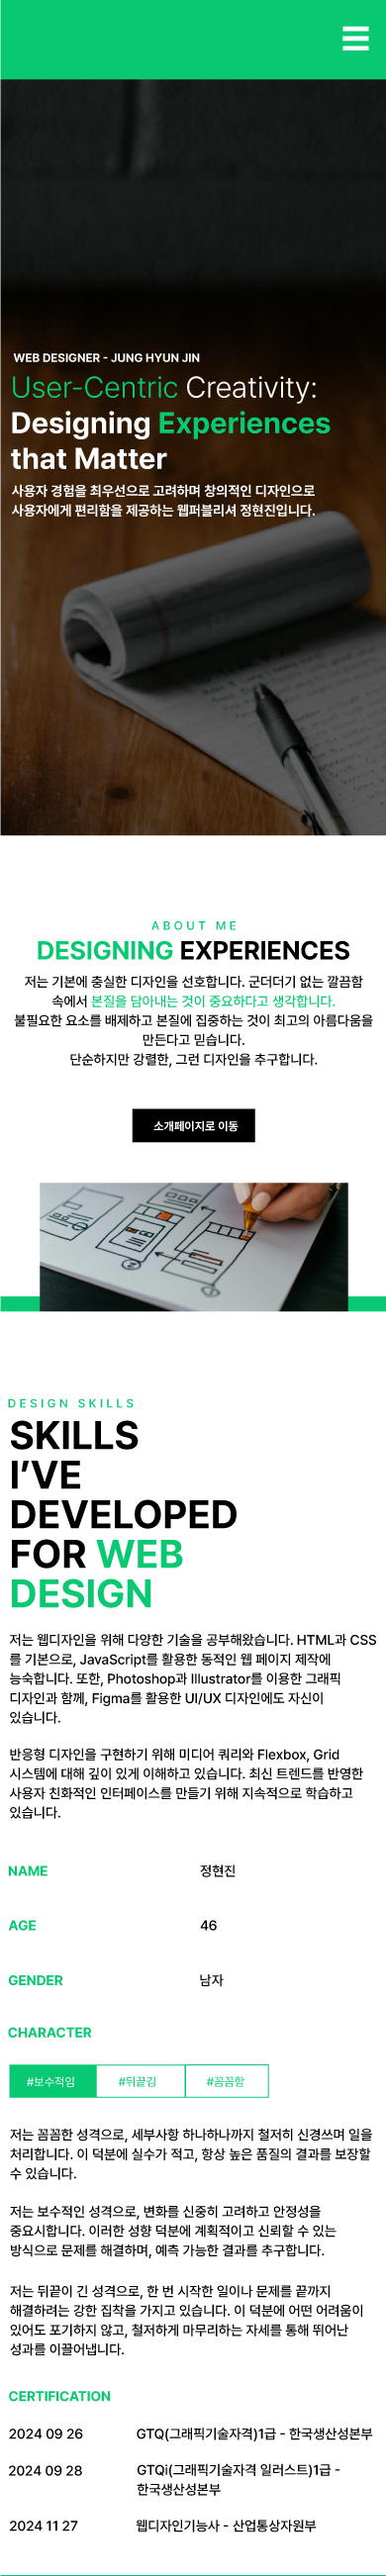 WEB DESIGNER - JUNG HYUN JIN
User-Centric Creativity:
Designing Experiences
that Matter
사용자 경험을 최우선으로 고려하며 창의적인 디자인으로
사용자에게 편리함을 제공하는 웹퍼블리셔 정현진입니다.
ABOUT ME
DESIGNING EXPERIENCES
저는 기본에 충실한 디자인을 선호합니다. 군더더기 없는 깔끔함
속에서 본질을 담아내는 것이 중요하다고 생각합니다.
불필요한 요소를 배제하고 본질에 집중하는 것이 최고의 아름다움을
만든다고 믿습니다.
단순하지만 강렬한, 그런 디자인을 추구합니다.
소개페이지로 이동
DESIGN SKILLS
SKILLS
I'VE
DEVELOPED
FOR WEB
DESIGN
저는 웹디자인을 위해 다양한 기술을 공부해왔습니다. HTML과 CSS
를 기본으로, JavaScript를 활용한 동적인 웹 페이지 제작에
능숙합니다. 또한, Photoshop과 Illustrator를 이용한 그래픽
디자인과 함께, Figma를 활용한 UI/UX 디자인에도 자신이
있습니다.
반응형 디자인을 구현하기 위해 미디어 쿼리와 Flexbox, Grid
시스템에 대해 깊이 있게 이해하고 있습니다. 최신 트렌드를 반영한
사용자 친화적인 인터페이스를 만들기 위해 지속적으로 학습하고
있습니다.
NAME 정현진
AGE 46
GENDER 남자
CHARACTER
#보수적임 #뒤끝김 #꼼꼼함
저는 꼼꼼한 성격으로, 세부사항 하나하나까지 철저히 신경쓰며 일을
처리합니다. 이 덕분에 실수가 적고, 항상 높은 품질의 결과를 보장할
수 있습니다.
저는 보수적인 성격으로, 변화를 신중히 고려하고 안정성을
중요시합니다. 이러한 성향 덕분에 계획적이고 신뢰할 수 있는
방식으로 문제를 해결하며, 예측 가능한 결과를 추구합니다.
저는 뒤끝이 긴 성격으로, 한 번 시작한 일이나 문제를 끝까지
해결하려는 강한 집착을 가지고 있습니다. 이 덕분에 어떤 어려움이
있어도 포기하지 않고, 철저하게 마무리하는 자세를 통해 뛰어난
성과를 이끌어냅니다.
CERTIFICATION
2024 09 26 GTQ(그래픽기술자격)1급 - 한국생산성본부
2024 09 28 GTQi(그래픽기술자격 일러스트)1급 -
한국생산성본부
2024 11 27 웹디자인기능사 - 산업통상자원부